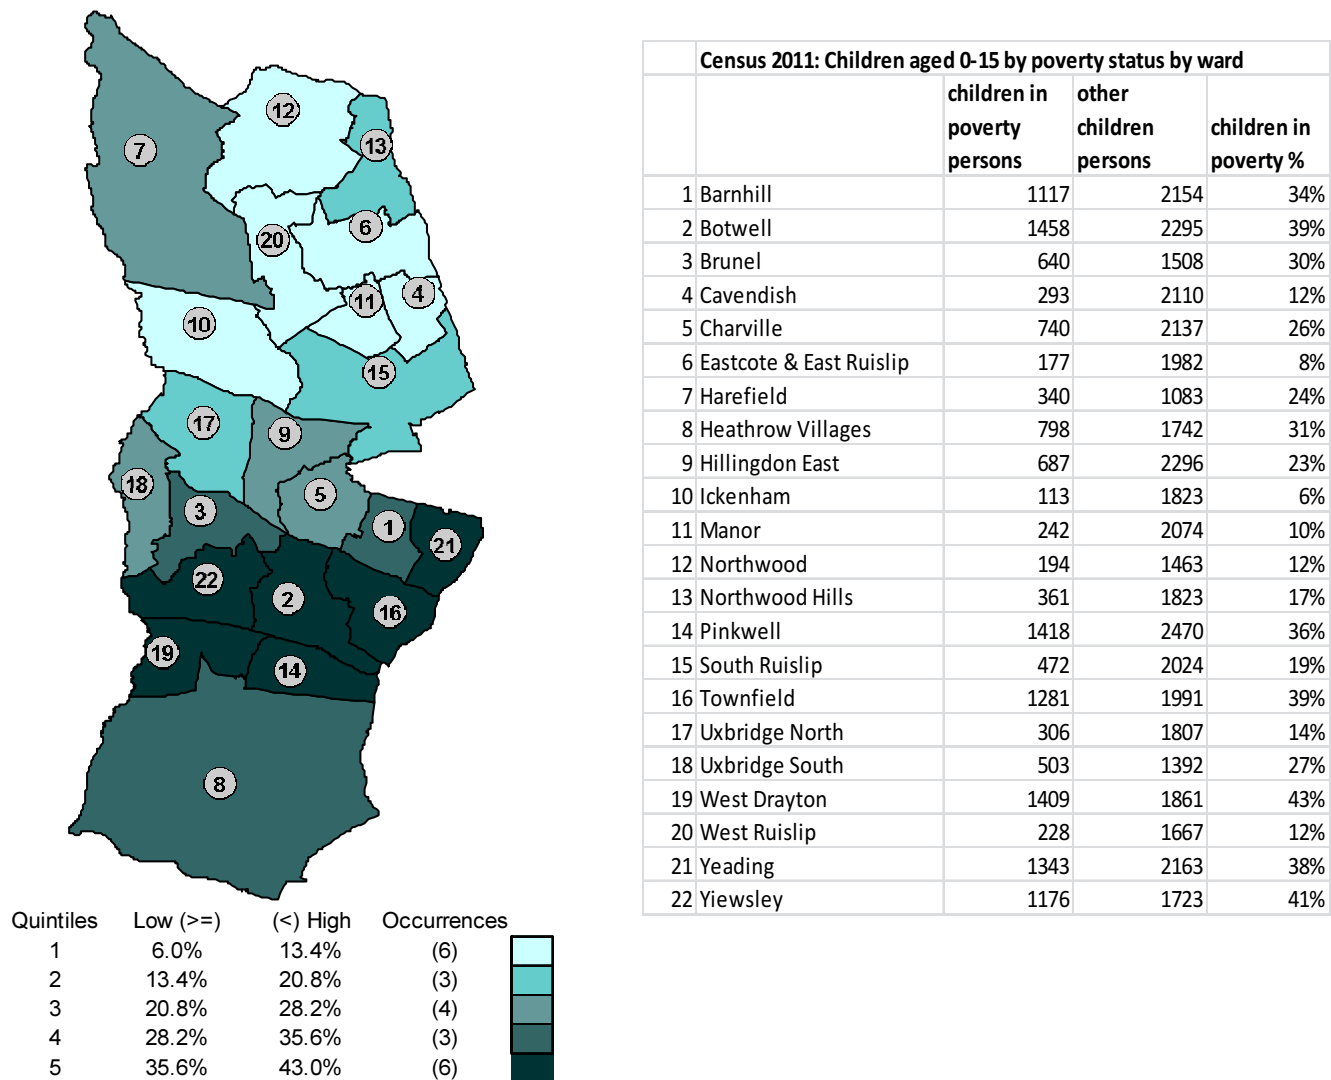 12
7
13
6
20
11
4
10
15
17
9
18
5
3
1
21
22
2
16
19
14
8
Quintiles Low (>=) (<) High Occurrences
1 6.0% 13.4% (6)
2 13.4% 20.8% (3)
3 20.8% 28.2% (4)
4 28.2% 35.6% (3)
5 35.6% 43.0% (6)
Census 2011: Children aged 0-15 by poverty status by ward
children in poverty persons other children persons children in poverty %
1 Barnhill 1117 2154 34%
2 Botwell 1458 2295 39%
3 Brunel 640 1508 30%
4 Cavendish 293 2110 12%
5 Charville 740 2137 26%
6 Eastcote & East Ruislip 177 1982 8%
7 Harefield 340 1083 24%
8 Heathrow Villages 798 1742 31%
9 Hillingdon East 687 2296 23%
10 Ickenham 113 1823 6%
11 Manor 242 2074 10%
12 Northwood 194 1463 12%
13 Northwood Hills 361 1823 17%
14 Pinkwell 1418 2470 36%
15 South Ruislip 472 2024 19%
16 Townfield 1281 1991 39%
17 Uxbridge North 306 1807 14%
18 Uxbridge South 503 1392 27%
19 West Drayton 1409 1861 43%
20 West Ruislip 228 1667 12%
21 Yeading 1343 2163 38%
22 Yiewsley 1176 1723 41%